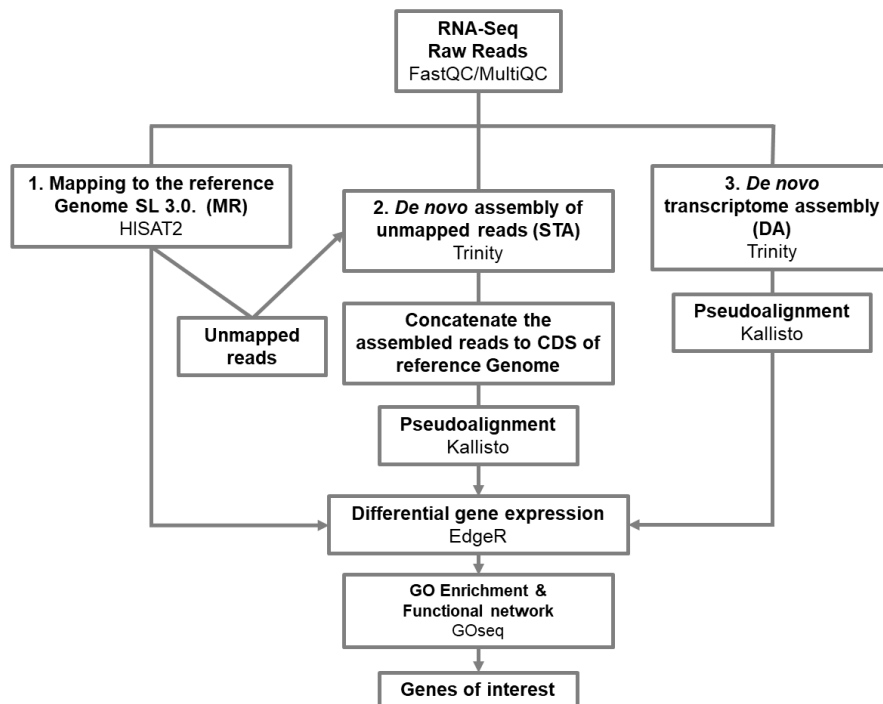 RNA-Seq
Raw Reads
FastQC/MultiQC
1. Mapping to the reference
Genome SL 3.0. (MR)
HISAT2
2. De novo assembly of
unmapped reads (STA)
Trinity
3. De novo
transcriptome assembly
(DA)
Trinity
Unmapped
reads
Concatenate the
assembled reads to CDS of
reference Genome
Pseudoalignment
Kallisto
Pseudoalignment
Kallisto
Differential gene expression
EdgeR
GO Enrichment &
Functional network
GOseq
Genes of interest